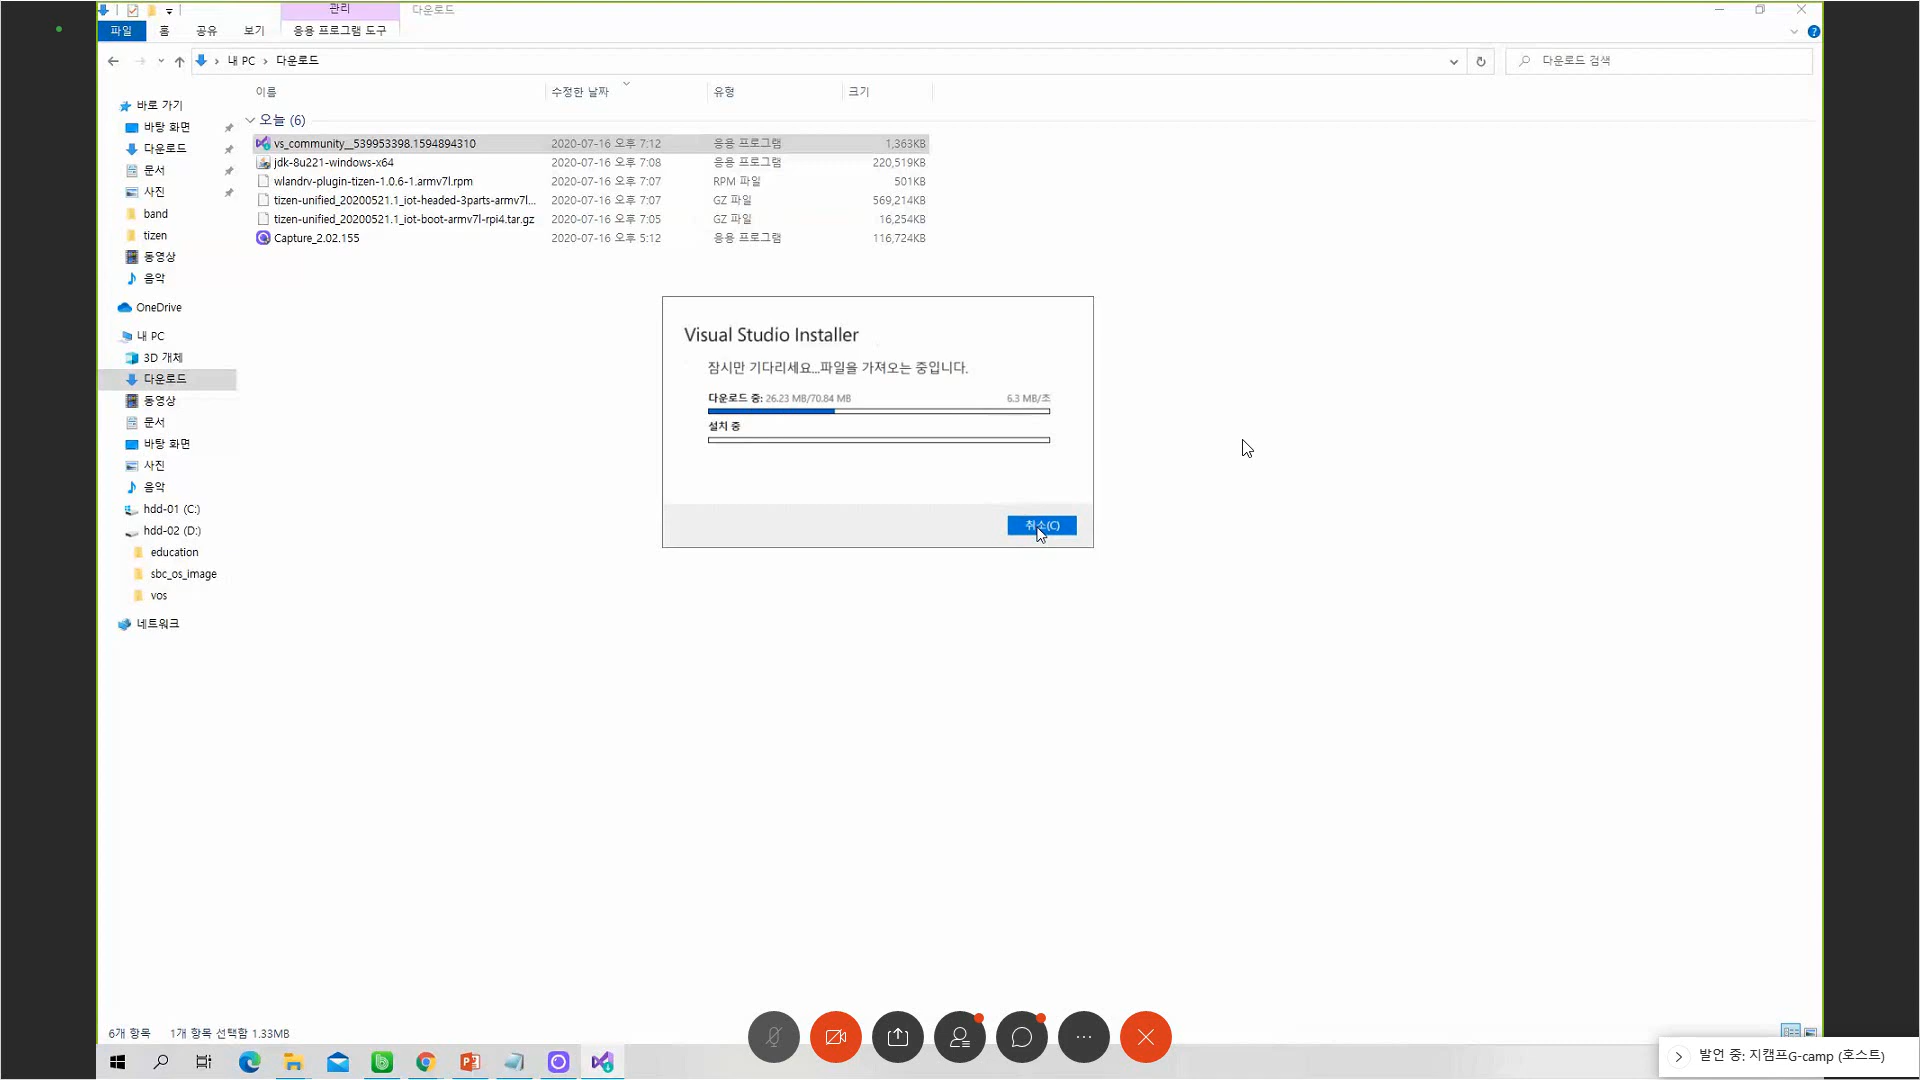 관리
다운로드
파일
홈
공유
보기
응용 프로그램 도구
내 PC
다운로드
다운로드 검색
이름
수정한 날짜
유형
크기
바로 가기
바탕 화면
다운로드
문서
사진
band
tizen
동영상
음악
OneDrive
내 PC
3D 개체
다운로드
동영상
문서
바탕 화면
사진
음악
hdd-01 (C:)
hdd-02 (D:)
education
sbc_os_image
vos
네트워크
오늘 (6)
vs_community__539953398.1594894310 2020-07-16 오후 7:12 응용 프로그램 1,363KB
jdk-8u221-windows-x64 2020-07-16 오후 7:08 응용 프로그램 220,519KB
wlandrv-plugin-tizen-1.0.6-1.armv7l.rpm 2020-07-16 오후 7:07 RPM 파일 501KB
tizen-unified_20200521.1_iot-headed-3parts-armv7l... 2020-07-16 오후 7:07 GZ 파일 569,214KB
tizen-unified_20200521.1_iot-boot-armv7l-rpi4.tar.gz 2020-07-16 오후 7:05 GZ 파일 16,254KB
Capture_2.02.155 2020-07-16 오후 5:12 응용 프로그램 116,724KB
Visual Studio Installer
잠시만 기다리세요...파일을 가져오는 중입니다.
다운로드 중: 26.23 MB/70.84 MB 6.3 MB/초
설치 중
취소(C)
6개 항목 1개 항목 선택함 1.33MB
발언 중: 지캠프G-camp (호스트)